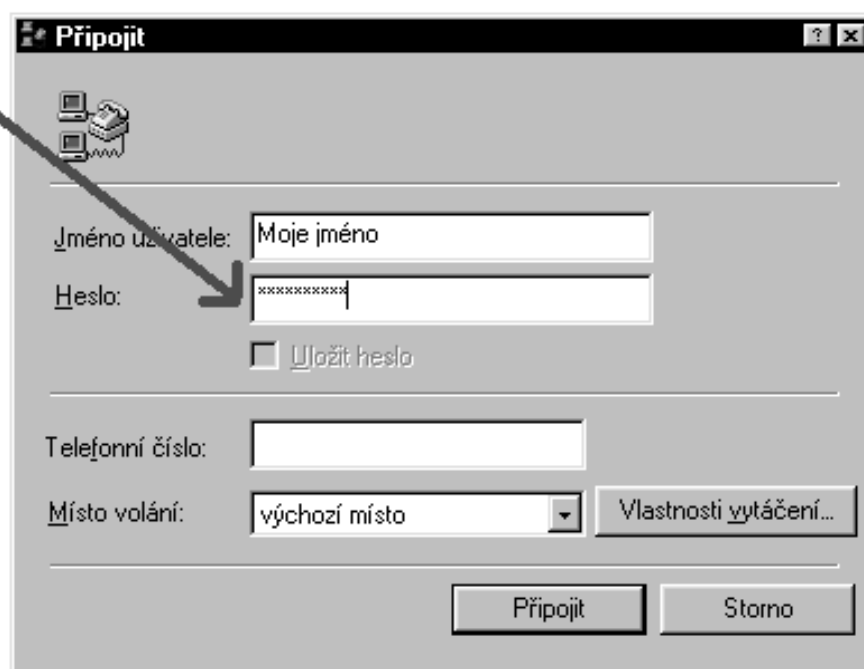 Připojit
Jméno uživatele: Moje jméno
Heslo: **********
Uložit heslo
Telefonní číslo:
Místo volání: výchozí místo Vlastnosti vytáčení...
Připojit Storno